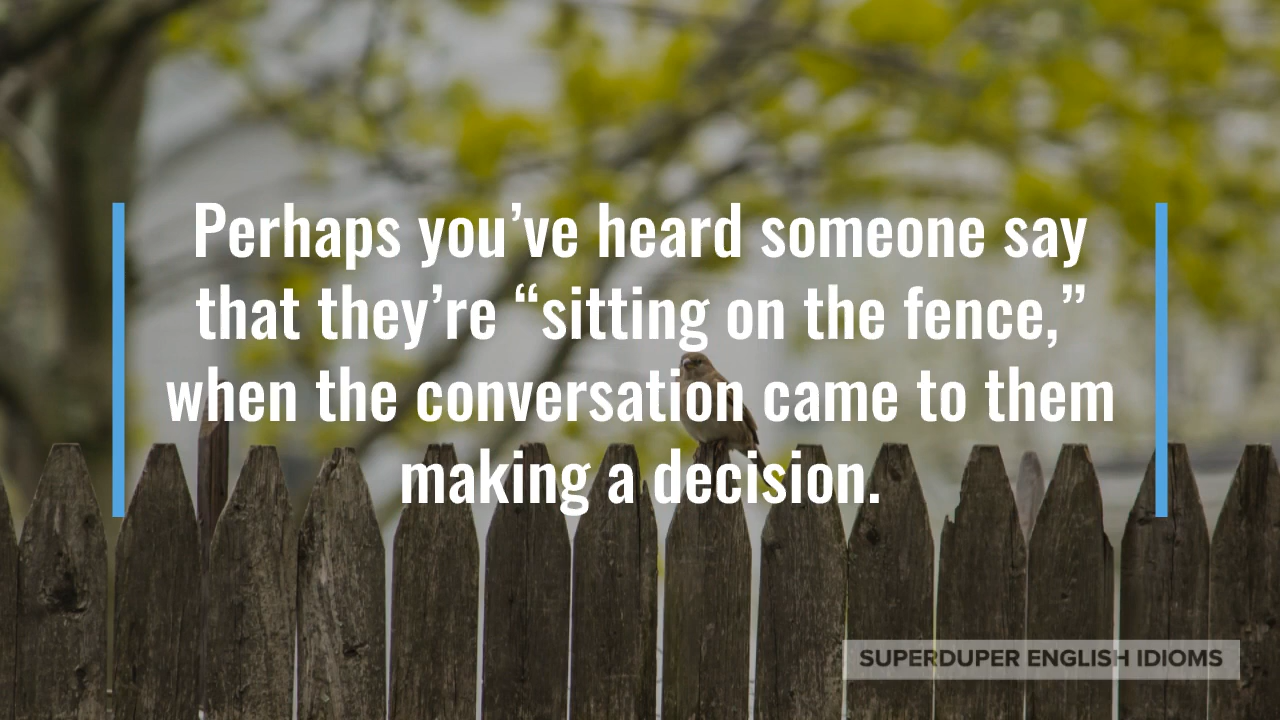 Perhaps you’ve heard someone say
that they’re “sitting on the fence,”
when the conversation came to them
making a decision.
SUPERDUPER ENGLISH IDIOMS